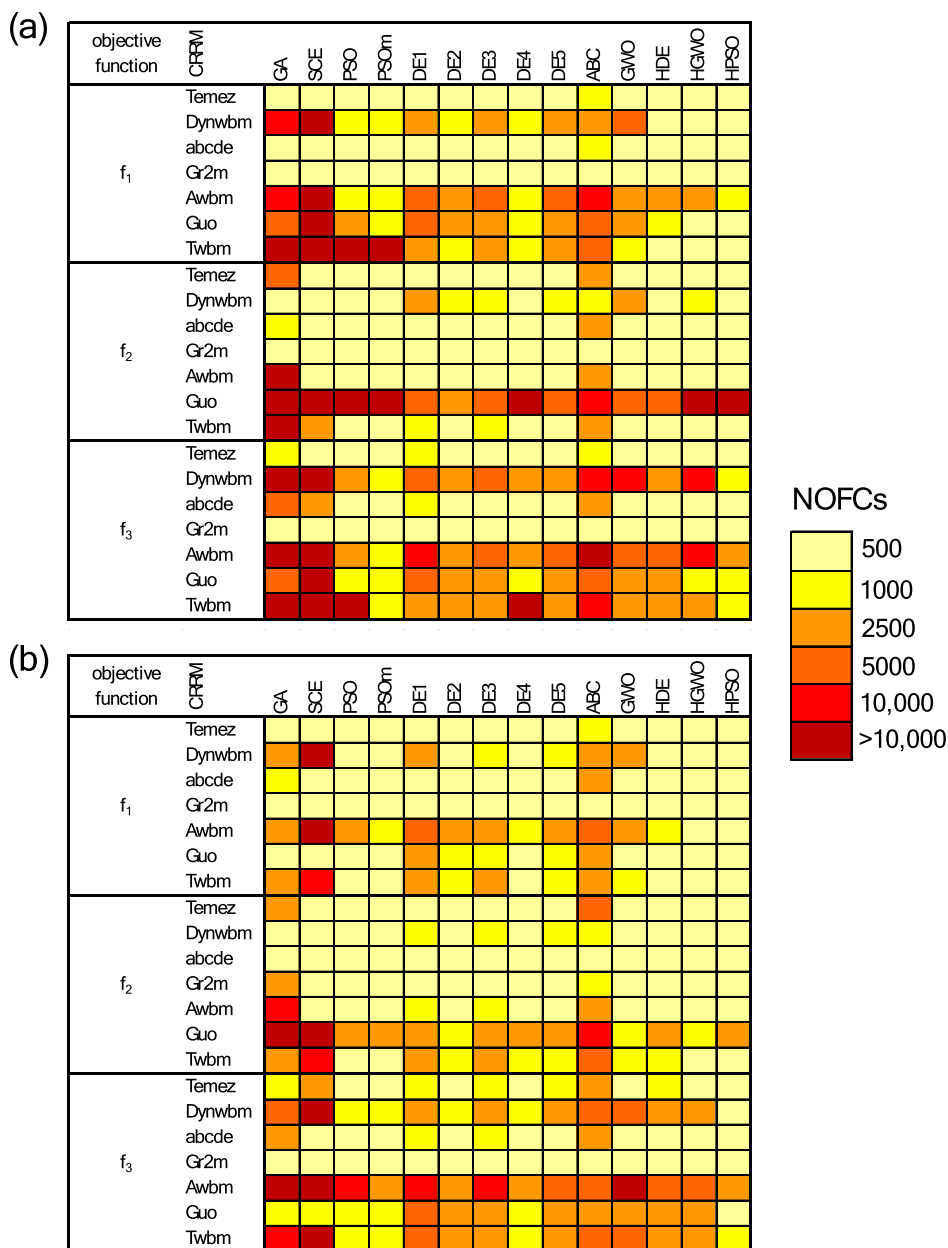 (a)
objective function CRRM GA SCE PSO PSOm DE1 DE2 DE3 DE4 DE5 ABC GWO HDE HGWO HPSO
f1
Temez
Dynwbm
abcde
Gr2m
Awbm
Guo
Twbm
f2
Temez
Dynwbm
abcde
Gr2m
Awbm
Guo
Twbm
f3
Temez
Dynwbm
abcde
Gr2m
Awbm
Guo
Twbm
NOFCs
500
1000
2500
5000
10,000
>10,000
(b)
objective function CRRM GA SCE PSO PSOm DE1 DE2 DE3 DE4 DE5 ABC GWO HDE HGWO HPSO
f1
Temez
Dynwbm
abcde
Gr2m
Awbm
Guo
Twbm
f2
Temez
Dynwbm
abcde
Gr2m
Awbm
Guo
Twbm
f3
Temez
Dynwbm
abcde
Gr2m
Awbm
Guo
Twbm